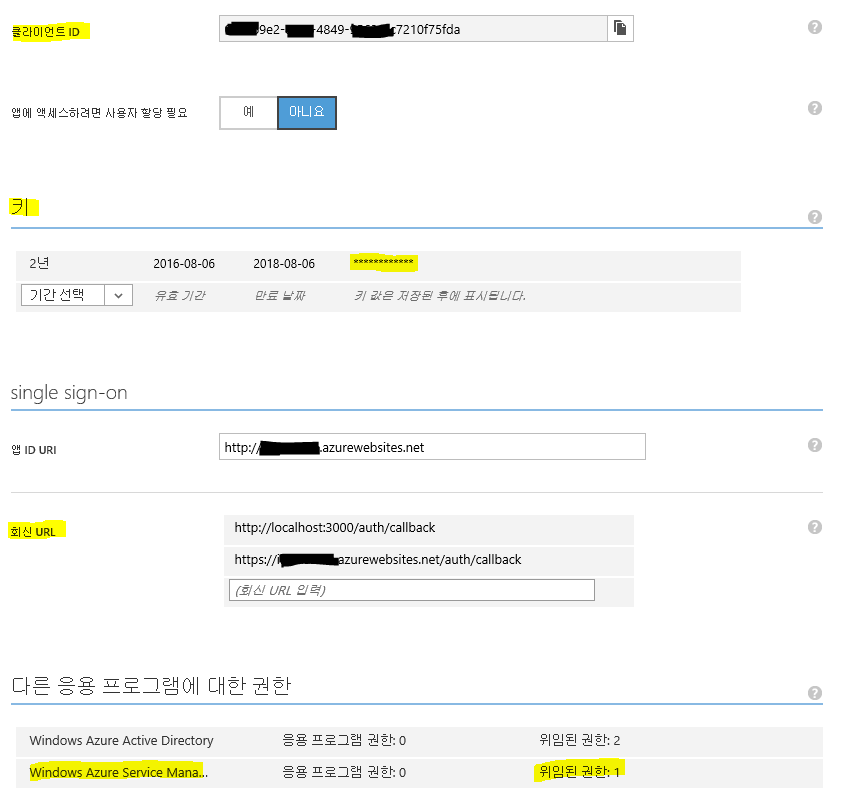 클라이언트 ID
9e2- -4849- c7210f75fda
앱에 액세스하려면 사용자 할당 필요 예 아니요
키
2년 2016-08-06 2018-08-06 ************
기간 선택 유효 기간 만료 날짜 키 값은 저장된 후에 표시됩니다.
single sign-on
앱 ID URI http:// .azurewebsites.net
회신 URL
http://localhost:3000/auth/callback
https:// azurewebsites.net/auth/callback
(회신 URL 입력)
다른 응용 프로그램에 대한 권한
Windows Azure Active Directory 응용 프로그램 권한: 0 위임된 권한: 2
Windows Azure Service Mana... 응용 프로그램 권한: 0 위임된 권한: 1